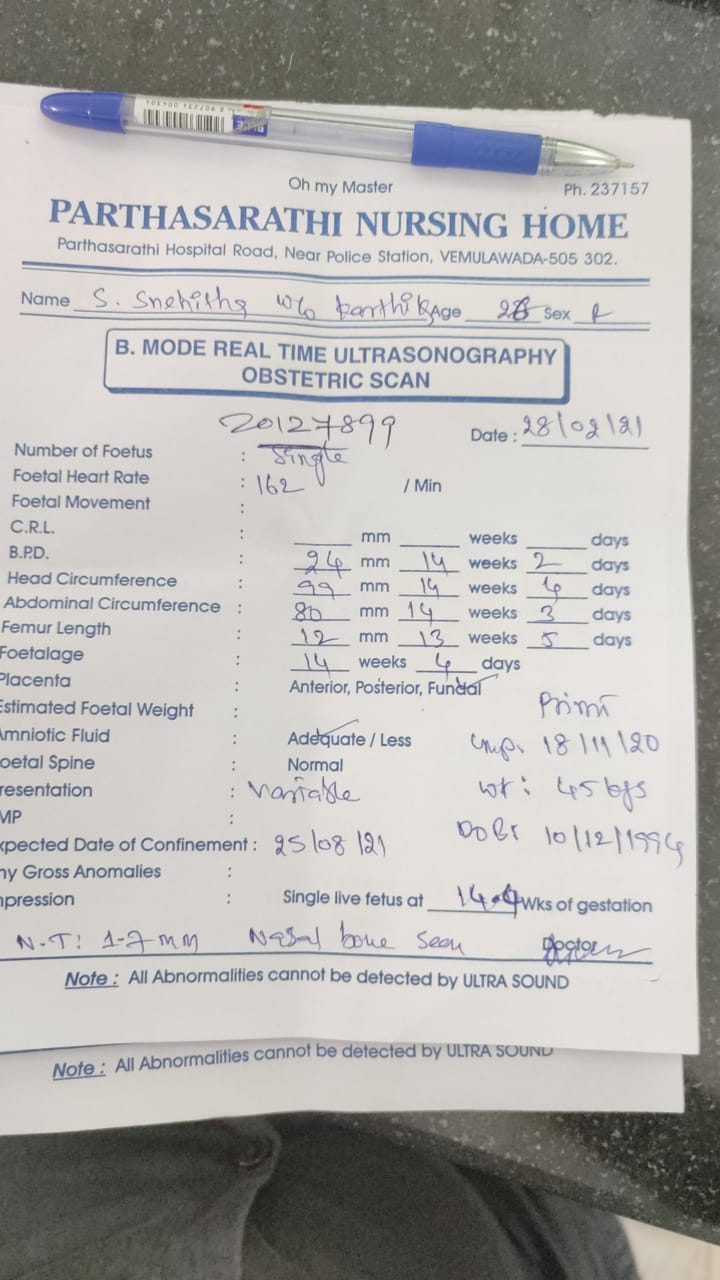 Oh my Master
Ph. 237157
PARTHASARATHI NURSING HOME
Parthasarathi Hospital Road, Near Police Station, VEMULAWADA-505 302.
Name S. Snehitha w/o karthik Age 26 Sex F
B. MODE REAL TIME ULTRASONOGRAPHY
OBSTETRIC SCAN
20127899
Date : 28/02/21
Number of Foetus : Single
Foetal Heart Rate : 162 / Min
Foetal Movement :
C.R.L. : mm weeks days
B.P.D. : 24 mm 14 weeks 2 days
Head Circumference : 99 mm 14 weeks 4 days
Abdominal Circumference : 80 mm 14 weeks 3 days
Femur Length : 12 mm 13 weeks 5 days
Foetalage : 14 weeks 4 days
Placenta : Anterior, Posterior, Fundal
Estimated Foetal Weight : Primi
mniotic Fluid : Adequate / Less Lmp. 18/11/20
oetal Spine : Normal
resentation : Variable wt: 45 kgs
MP :
xpected Date of Confinement : 25/08/21 DOB: 10/12/1994
ny Gross Anomalies :
npression : Single live fetus at 14.4 Wks of gestation
N.T: 1.7 MM Nasal bone seen Doctor
Note : All Abnormalities cannot be detected by ULTRA SOUND
Note : All Abnormalities cannot be detected by ULTRA SOUND